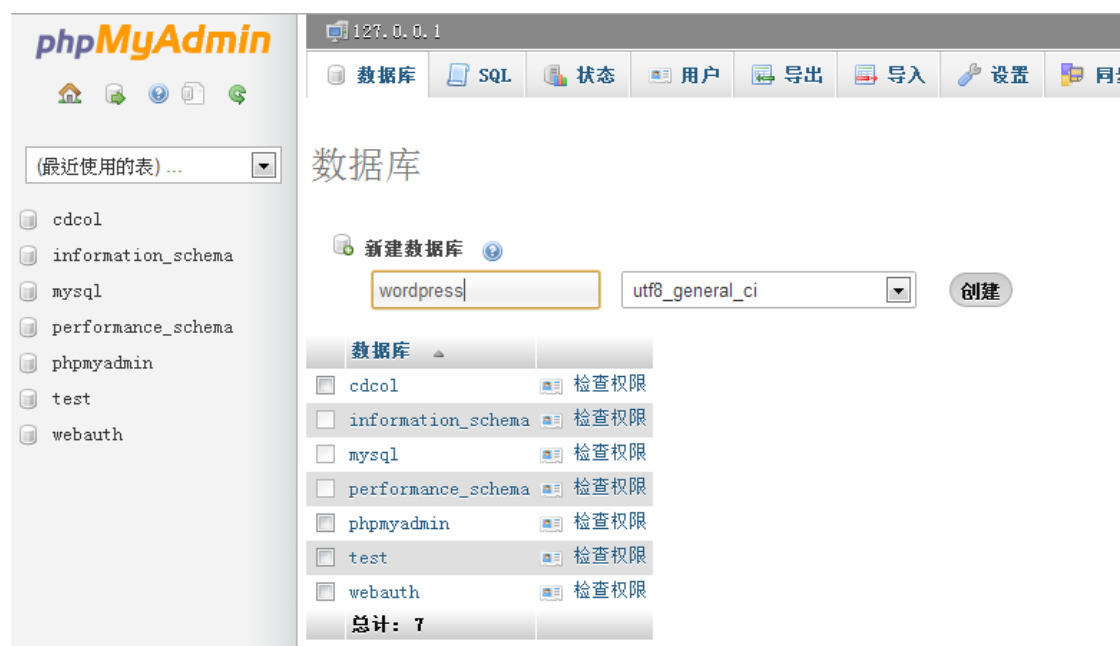 phpMyAdmin
(最近使用的表) ...
cdcol
information_schema
mysql
performance_schema
phpmyadmin
test
webauth
127.0.0.1
数据库 SQL 状态 用户 导出 导入 设置
数据库
新建数据库
wordpress utf8_general_ci 创建
数据库
cdcol 检查权限
information_schema 检查权限
mysql 检查权限
performance_schema 检查权限
phpmyadmin 检查权限
test 检查权限
webauth 检查权限
总计: 7